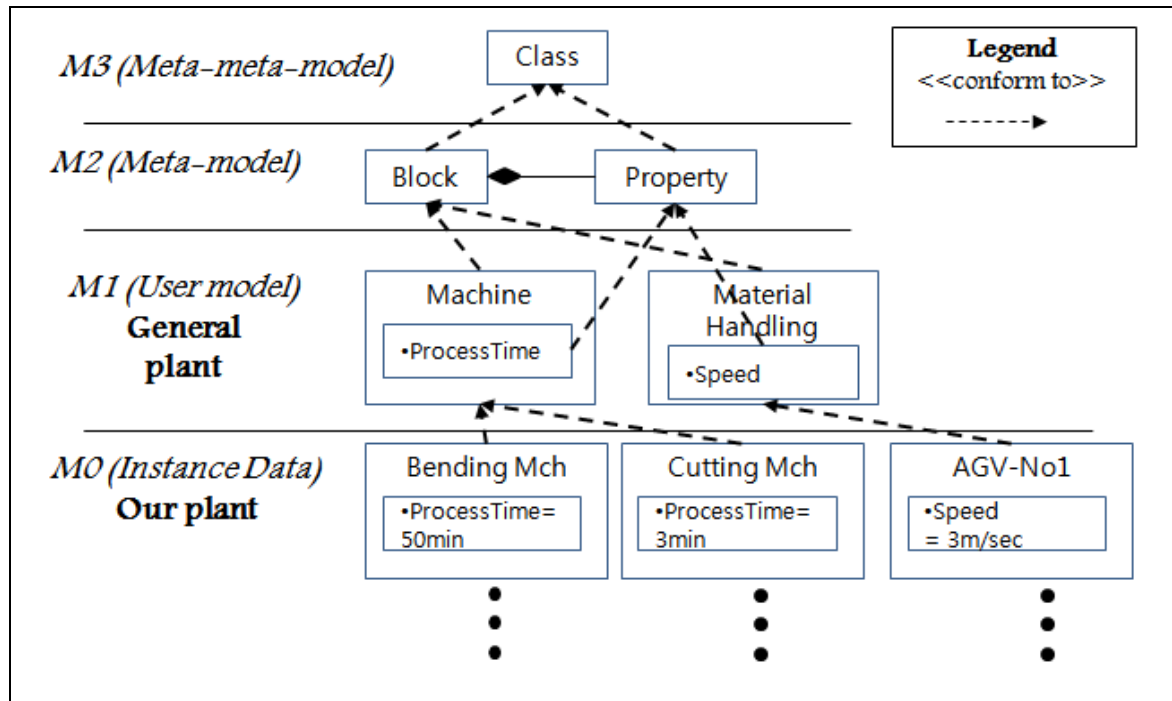 M3 (Meta-meta-model)
Class
Legend
<<conform to>>
M2 (Meta-model)
Block
Property
M1 (User model)
General
plant
Machine
•ProcessTime
Material
Handling
•Speed
M0 (Instance Data)
Our plant
Bending Mch
•ProcessTime=
50min
Cutting Mch
•ProcessTime=
3min
AGV-No1
•Speed
= 3m/sec